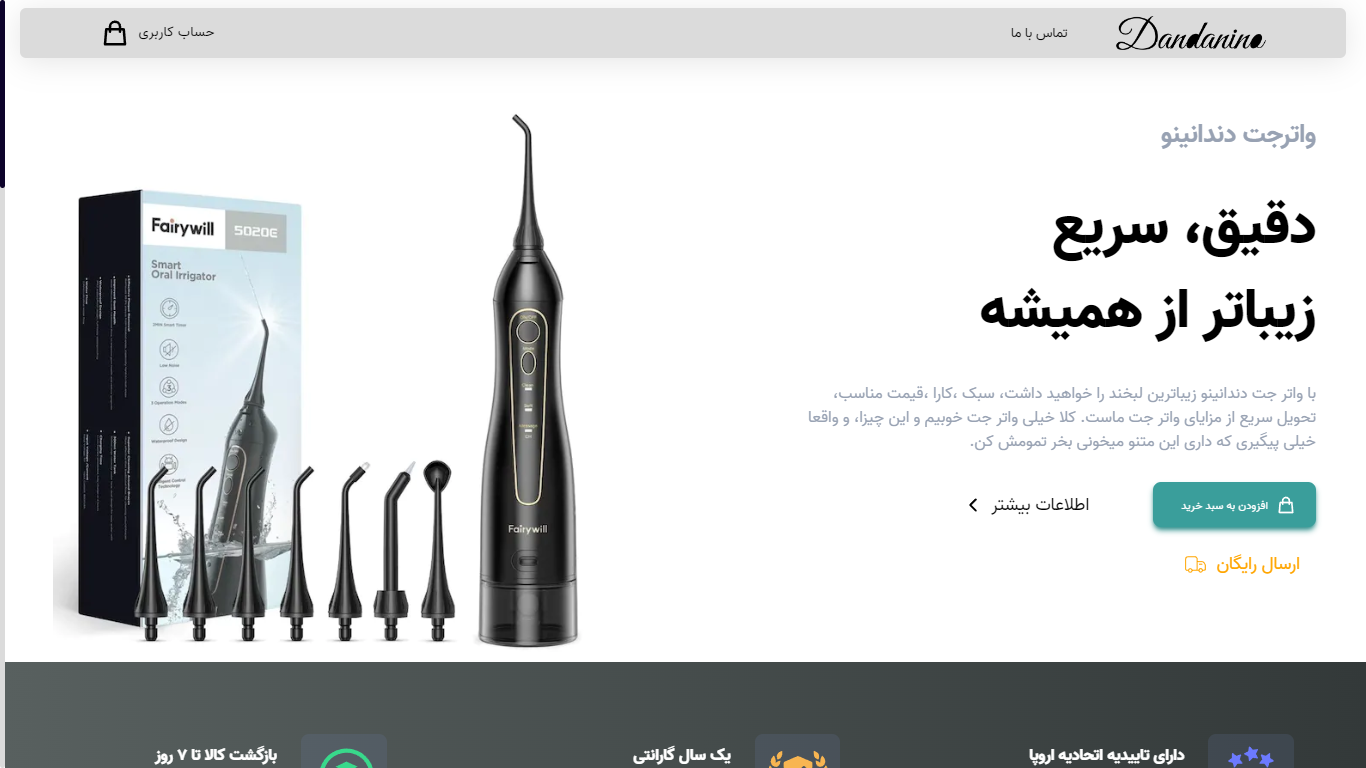 Dandanino
تماس با ما
حساب کاربری
واترجت دندانینو
دقیق، سریع
زیباتر از همیشه
با واتر جت دندانینو زیباترین لبخند را خواهید داشت، سبک ،کارا ،قیمت مناسب،
تحویل سریع از مزایای واتر جت ماست. کلا خیلی واتر جت خوبیم و این چیزا، و واقعا
خیلی پیگیری که داری این متنو میخونی بخر تمومش کن.
افزودن به سبد خرید
اطلاعات بیشتر
ارسال رایگان
Fairywill
5020E
Smart
Oral Irrigator
Low Noise
Waterproof Design
Fairywill
دارای تاییدیه اتحادیه اروپا
یک سال گارانتی
بازگشت کالا تا ۷ روز